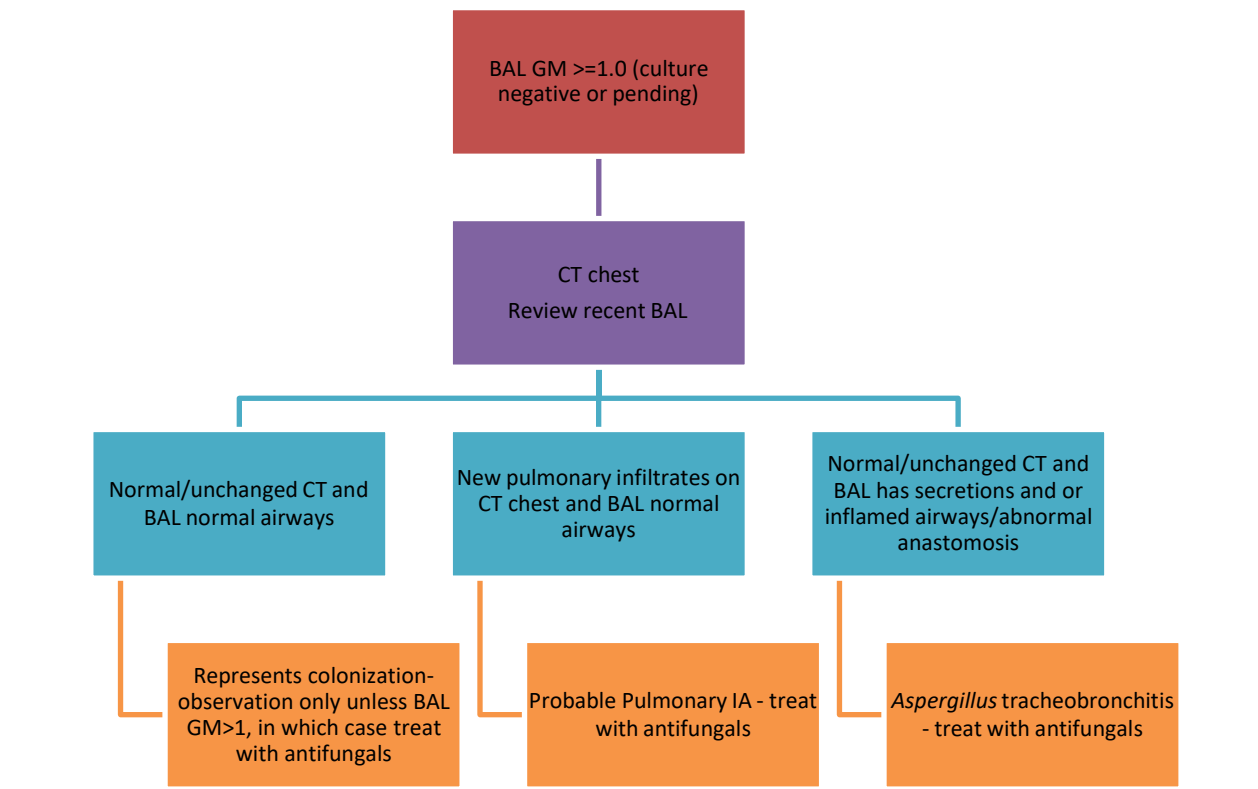 BAL GM >=1.0 (culture
negative or pending)
CT chest
Review recent BAL
Normal/unchanged CT and
BAL normal airways
New pulmonary infiltrates on
CT chest and BAL normal
airways
Normal/unchanged CT and
BAL has secretions and or
inflamed airways/abnormal
anastomosis
Represents colonization-
observation only unless BAL
GM>1, in which case treat
with antifungals
Probable Pulmonary IA - treat
with antifungals
Aspergillus tracheobronchitis
- treat with antifungals